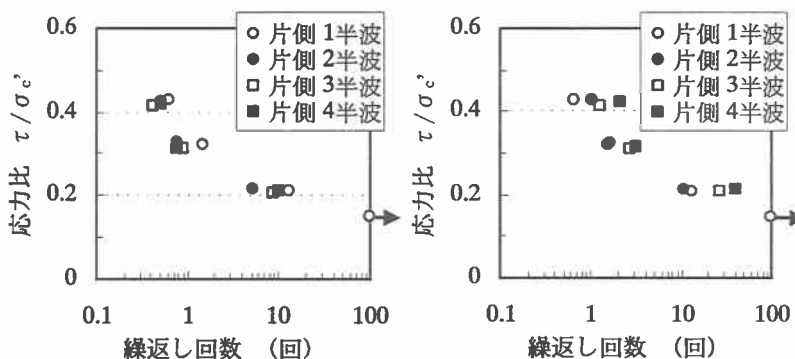 0.6
0.4
0.2
0
応力比 τ/σc'
0.1
1
10
100
繰返し回数 (回)
片側 1半波
片側 2半波
片側 3半波
片側 4半波
0.6
0.4
0.2
0
応力比 τ/σc'
0.1
1
10
100
繰返し回数 (回)
片側 1半波
片側 2半波
片側 3半波
片側 4半波